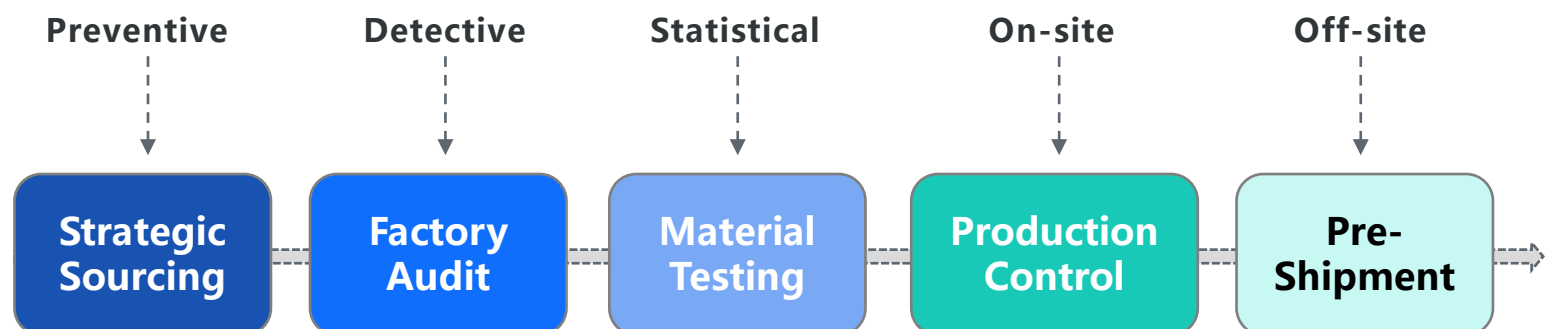 Preventive
Detective
Statistical
On-site
Off-site
Strategic
Sourcing
Factory
Audit
Material
Testing
Production
Control
Pre-
Shipment